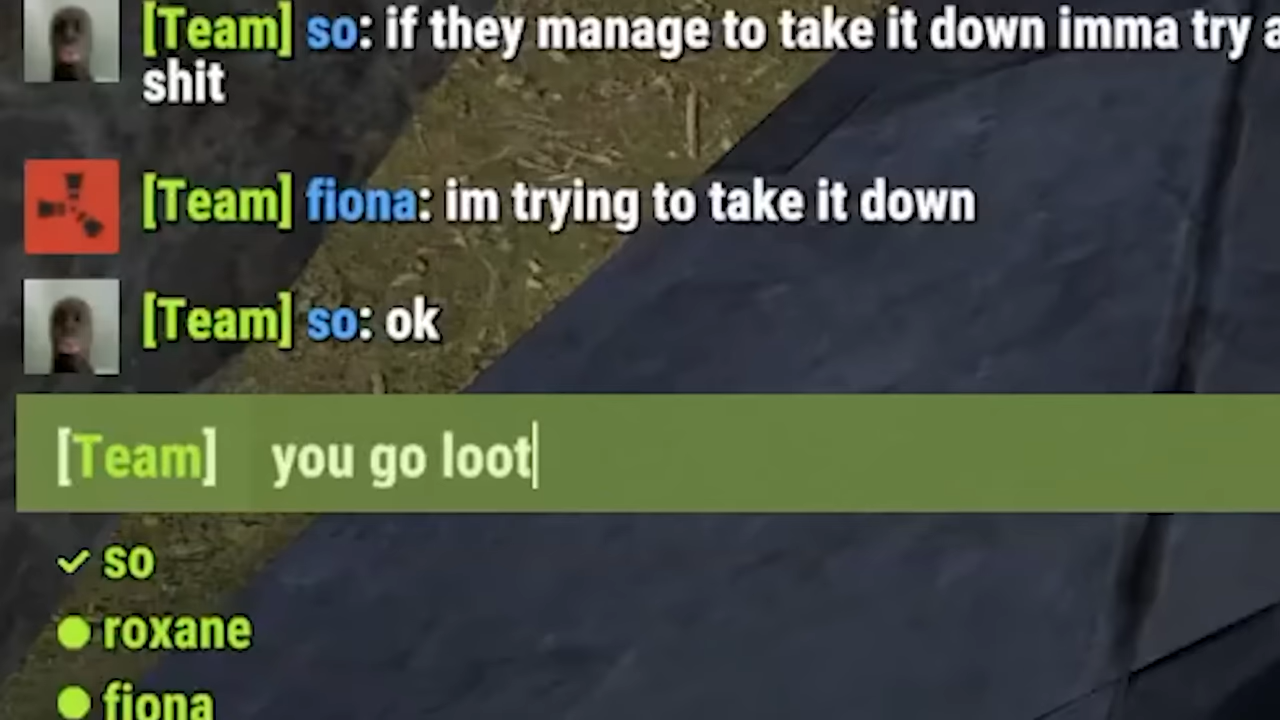 [Team] so: if they manage to take it down imma try a
shit
[Team] fiona: im trying to take it down
[Team] so: ok
[Team] you go loot
so
roxane
fiona